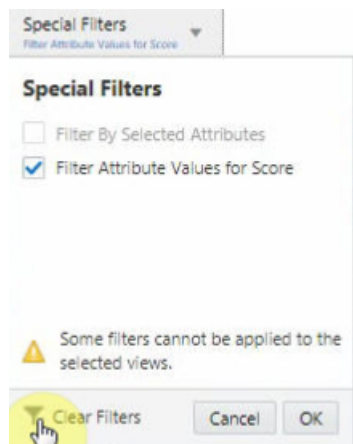 Special Filters
Filter Attribute Values for Score
Special Filters
Filter By Selected Attributes
Filter Attribute Values for Score
Some filters cannot be applied to the
selected views.
Clear Filters Cancel OK